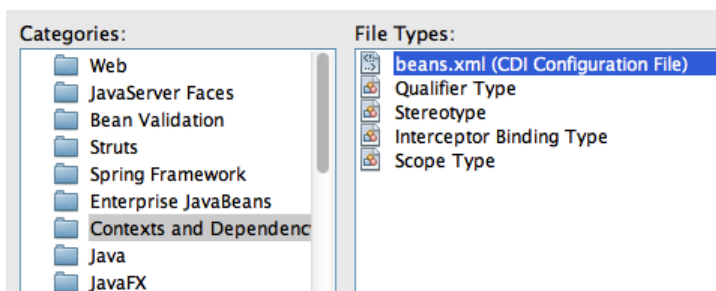 Categories:
Web
JavaServer Faces
Bean Validation
Struts
Spring Framework
Enterprise JavaBeans
Contexts and Dependenc
Java
JavaFX
File Types:
beans.xml (CDI Configuration File)
Qualifier Type
Stereotype
Interceptor Binding Type
Scope Type